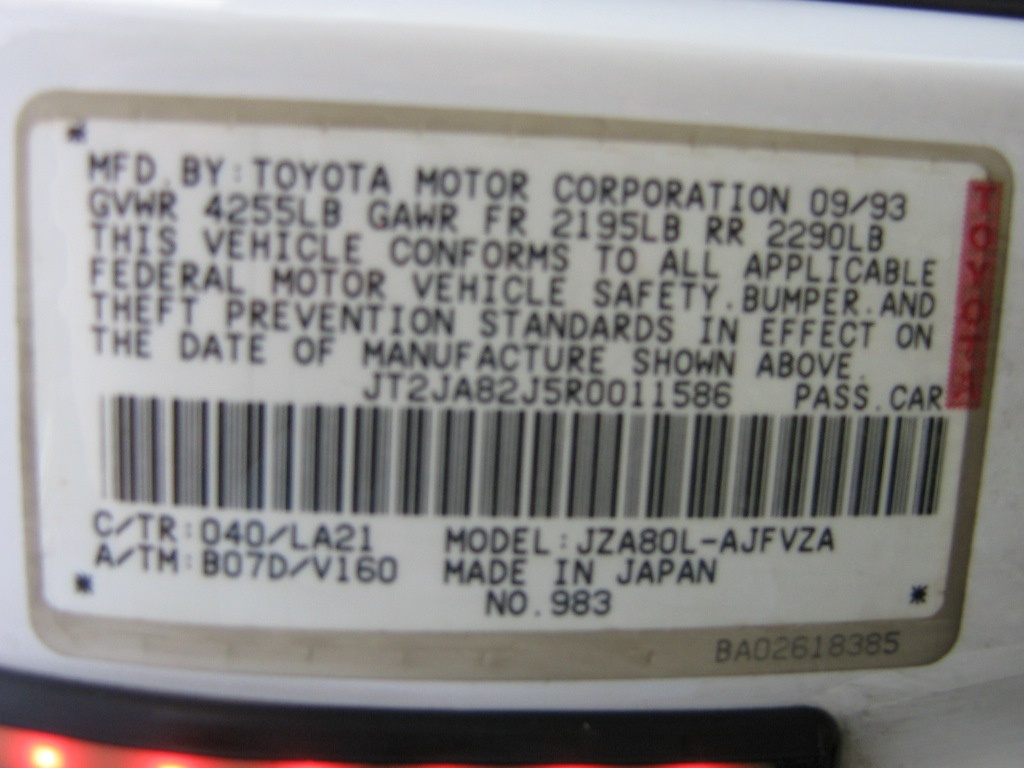 MFD. BY: TOYOTA MOTOR CORPORATION 09/93
GVWR 4255LB GAWR FR 2195LB RR 2290LB
THIS VEHICLE CONFORMS TO ALL APPLICABLE
FEDERAL MOTOR VEHICLE SAFETY, BUMPER, AND
THEFT PREVENTION STANDARDS IN EFFECT ON
THE DATE OF MANUFACTURE SHOWN ABOVE.
JT2JA82J5R0011586 PASS. CAR
C/TR: 040/LA21 MODEL: JZA80L-AJFVZA
A/TM: B07D/V160 MADE IN JAPAN
NO. 983
BA02618385
TOYOTA